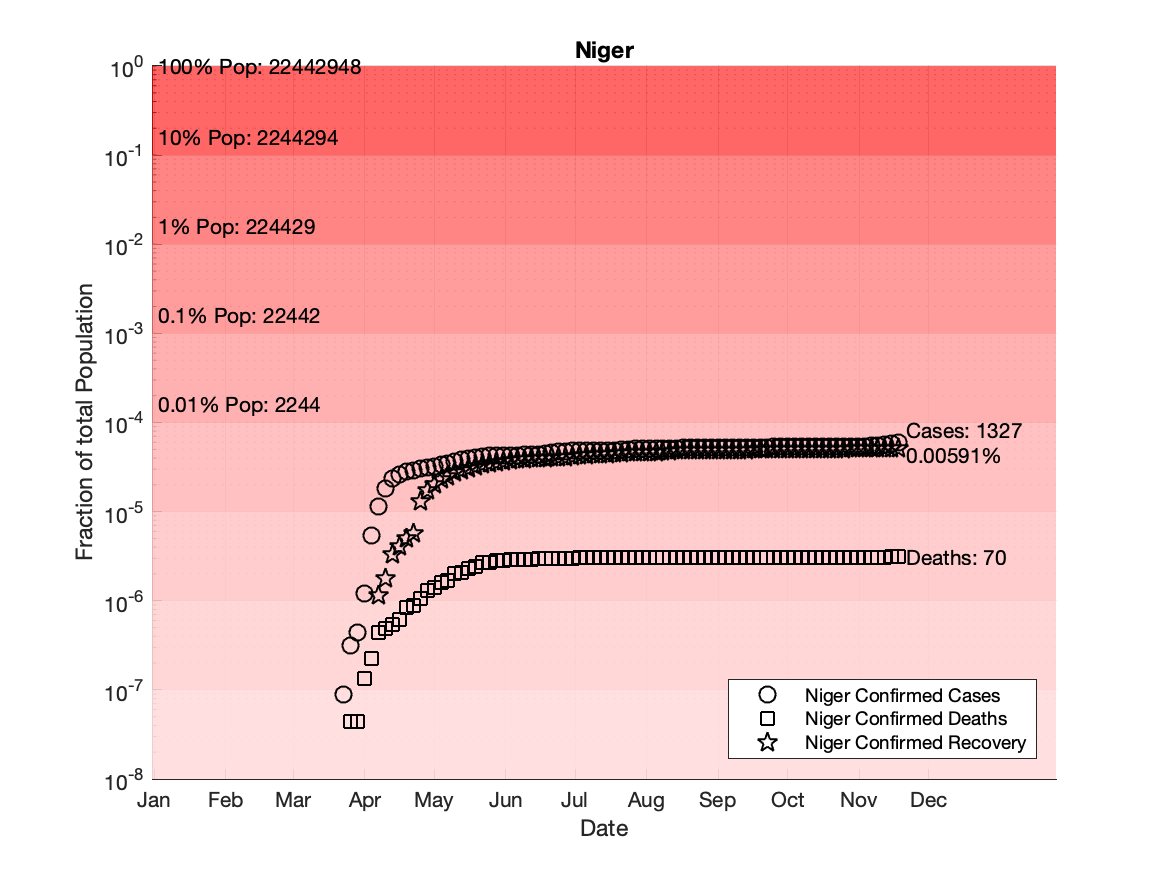 Niger
10^0
100% Pop: 22442948
10% Pop: 2244294
10^-1
1% Pop: 224429
10^-2
0.1% Pop: 22442
10^-3
0.01% Pop: 2244
10^-4
Cases: 1327
0.00591%
10^-5
Deaths: 70
10^-6
10^-7
10^-8
Fraction of total Population
Niger Confirmed Cases
Niger Confirmed Deaths
Niger Confirmed Recovery
Jan Feb Mar Apr May Jun Jul Aug Sep Oct Nov Dec
Date